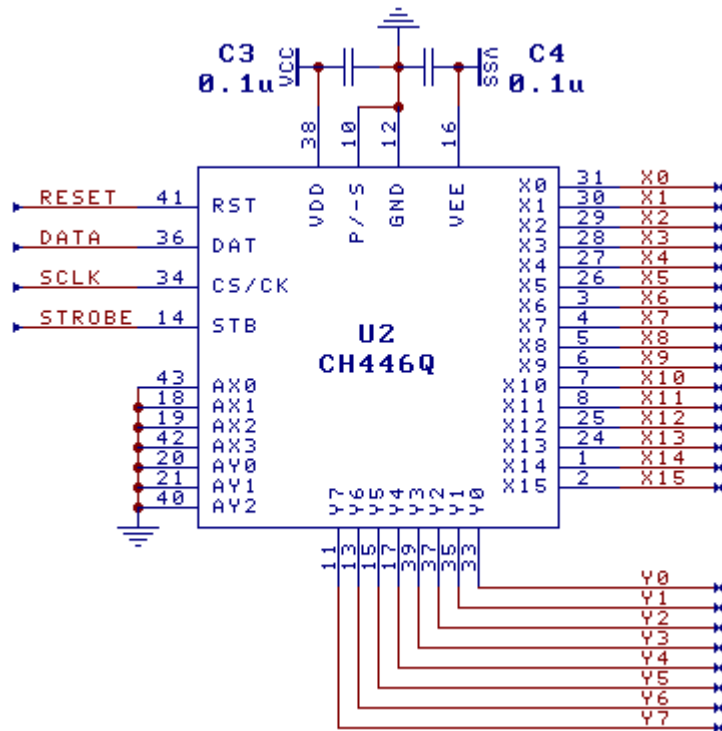 C3
0.1u
VCC
VSS
C4
0.1u
38
10
12
16
VDD
P/-S
GND
VEE
RESET 41 RST
DATA 36 DAT
SCLK 34 CS/CK
STROBE 14 STB
U2
CH446Q
43 AX0
18 AX1
19 AX2
42 AX3
20 AY0
21 AY1
40 AY2
X0 31 X0
X1 30 X1
X2 29 X2
X3 28 X3
X4 27 X4
X5 26 X5
X6 3 X6
X7 4 X7
X8 5 X8
X9 6 X9
X10 7 X10
X11 8 X11
X12 25 X12
X13 24 X13
X14 1 X14
X15 2 X15
Y7
Y6
Y5
Y4
Y3
Y2
Y1
Y0
11
13
15
17
39
37
35
33
Y0
Y1
Y2
Y3
Y4
Y5
Y6
Y7